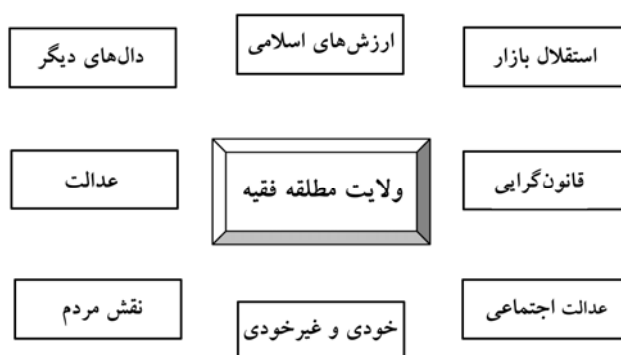 استقلال بازار
ارزش‌های اسلامی
دال‌های دیگر
قانون‌گرایی
ولایت مطلقه فقیه
عدالت
عدالت اجتماعی
خودی و غیرخودی
نقش مردم